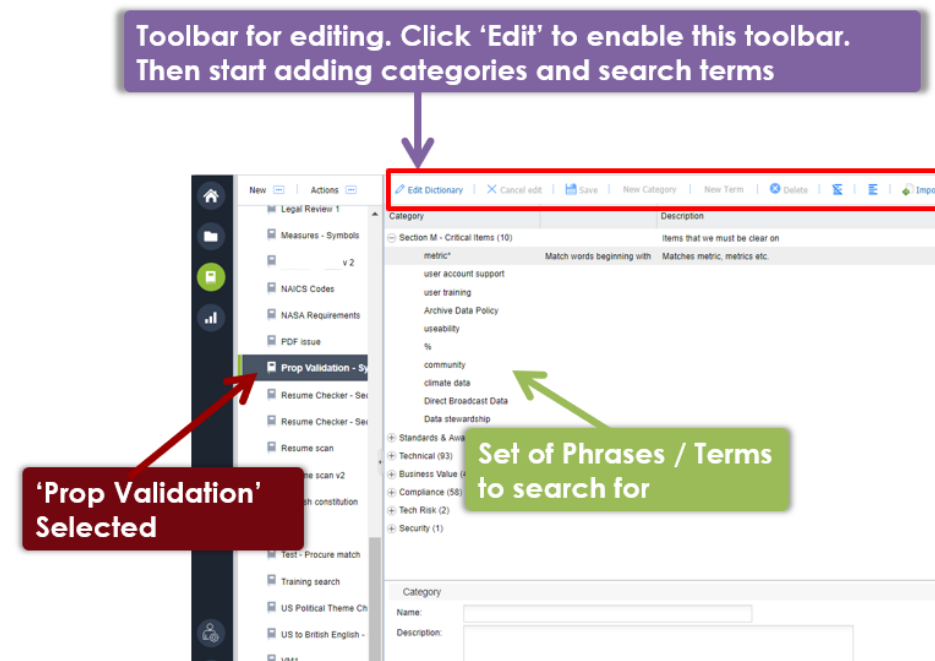 Toolbar for editing. Click ‘Edit’ to enable this toolbar.
Then start adding categories and search terms
New
Actions
Edit Dictionary
Cancel edit
Save
New Category
New Term
Delete
Legal Review 1
Measures - Symbols
v 2
NAICS Codes
NASA Requirements
PDF issue
Prop Validation - Sy
Resume Checker - Sec
Resume Checker - Sec
Resume scan
me scan v2
sh constitution
Test - Procure match
Training search
US Political Theme Ch
US to British English -
VM1
‘Prop Validation’
Selected
Category
Description
Section M - Critical Items (10)
Items that we must be clear on
metric*
Match words beginning with
Matches metric, metrics etc.
user account support
user training
Archive Data Policy
useability
%
community
climate data
Direct Broadcast Data
Data stewardship
Standards & Awa
Technical (93)
Business Value (4
Compliance (58)
Tech Risk (2)
Security (1)
Set of Phrases / Terms
to search for
Category
Name:
Description: